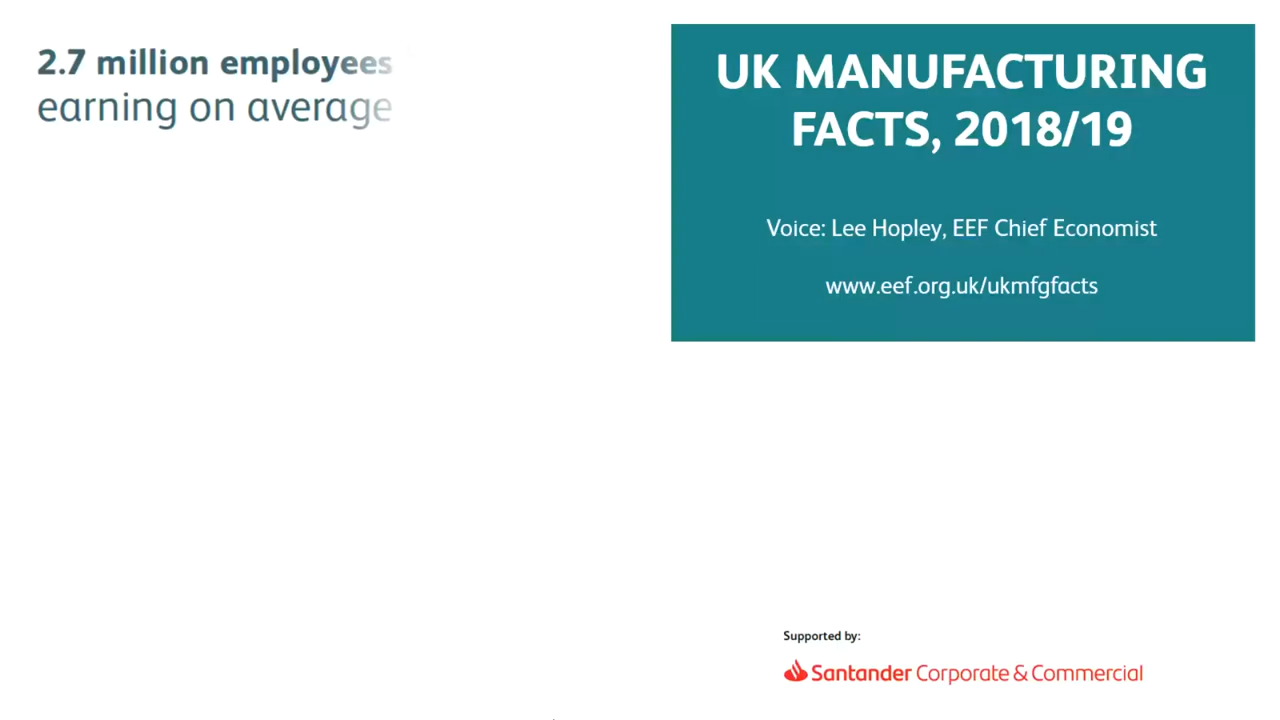 2.7 million employees
earning on average
UK MANUFACTURING
FACTS, 2018/19
Voice: Lee Hopley, EEF Chief Economist
www.eef.org.uk/ukmfgfacts
Supported by:
Santander Corporate & Commercial